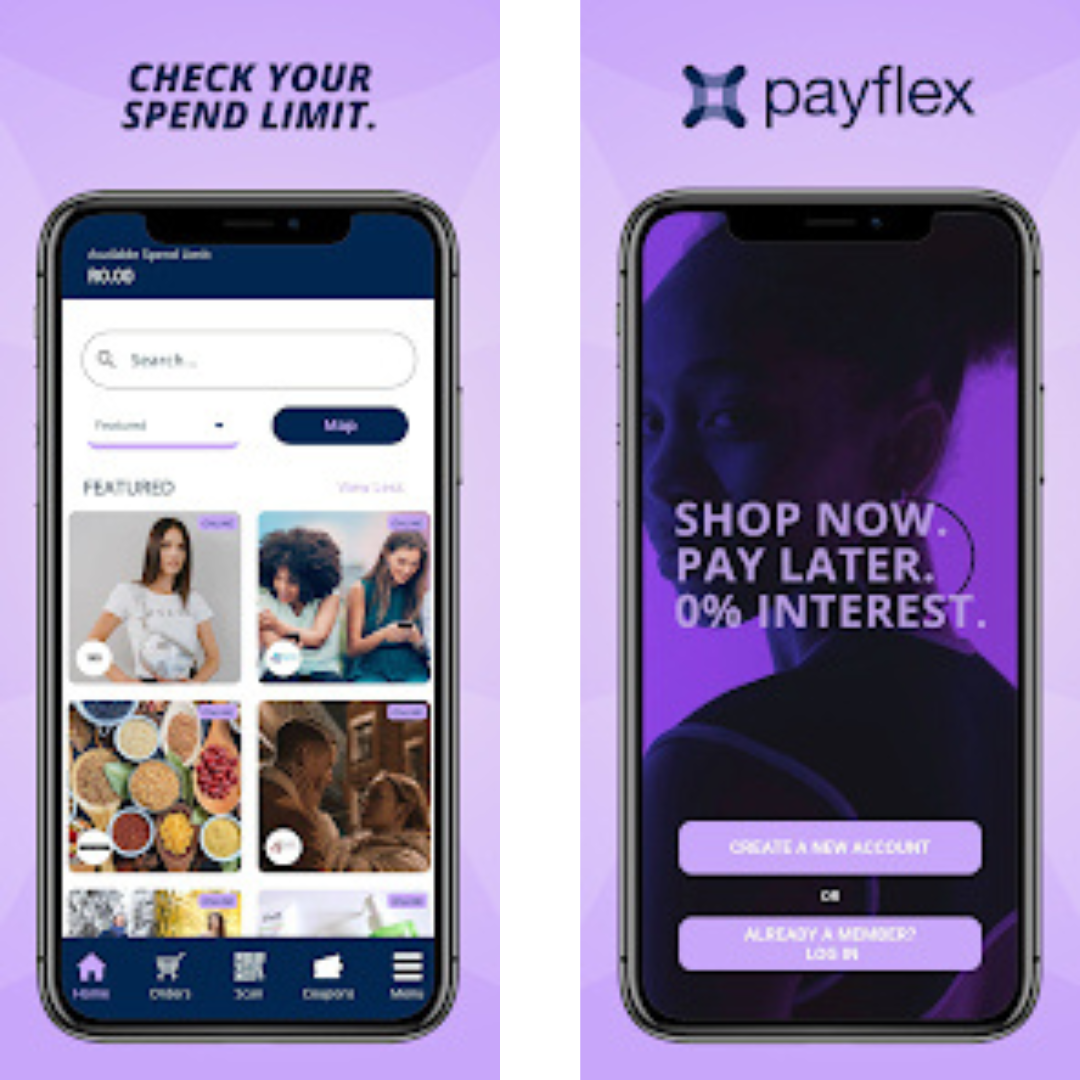 CHECK YOUR
SPEND LIMIT.
Available Spend Limit
R0.00
Search...
Featured
Map
FEATURED
View List
ONLINE
ONLINE
ONLINE
ONLINE
ONLINE
ONLINE
Home
Orders
Scan
Coupons
Menu
payflex
SHOP NOW.
PAY LATER.
0% INTEREST.
CREATE A NEW ACCOUNT
OR
ALREADY A MEMBER?
LOG IN